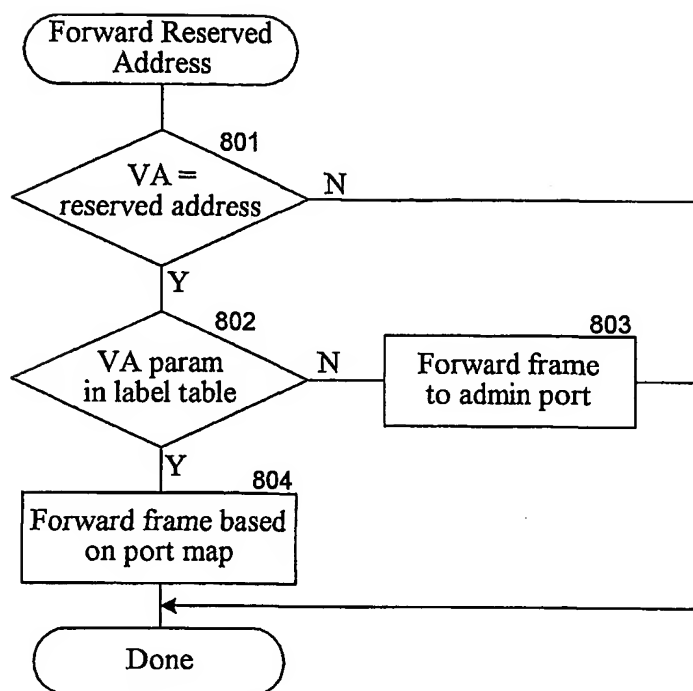 Forward Reserved
Address
801
VA =
reserved address
N
Y
802
VA param
in label table
N
803
Forward frame
to admin port
Y
804
Forward frame based
on port map
Done